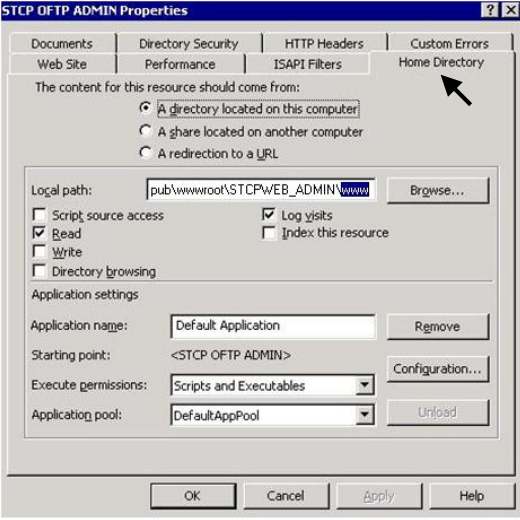 STCP OFTP ADMIN Properties
Documents Directory Security HTTP Headers Custom Errors
Web Site Performance ISAPI Filters Home Directory
The content for this resource should come from:
A directory located on this computer
A share located on another computer
A redirection to a URL
Local path: pub\wwwroot\STCPWEB_ADMIN\www Browse...
Script source access Log visits
Read Index this resource
Write
Directory browsing
Application settings
Application name: Default Application Remove
Starting point: <STCP OFTP ADMIN>
Configuration...
Execute permissions: Scripts and Executables
Application pool: DefaultAppPool Unload
OK Cancel Apply Help